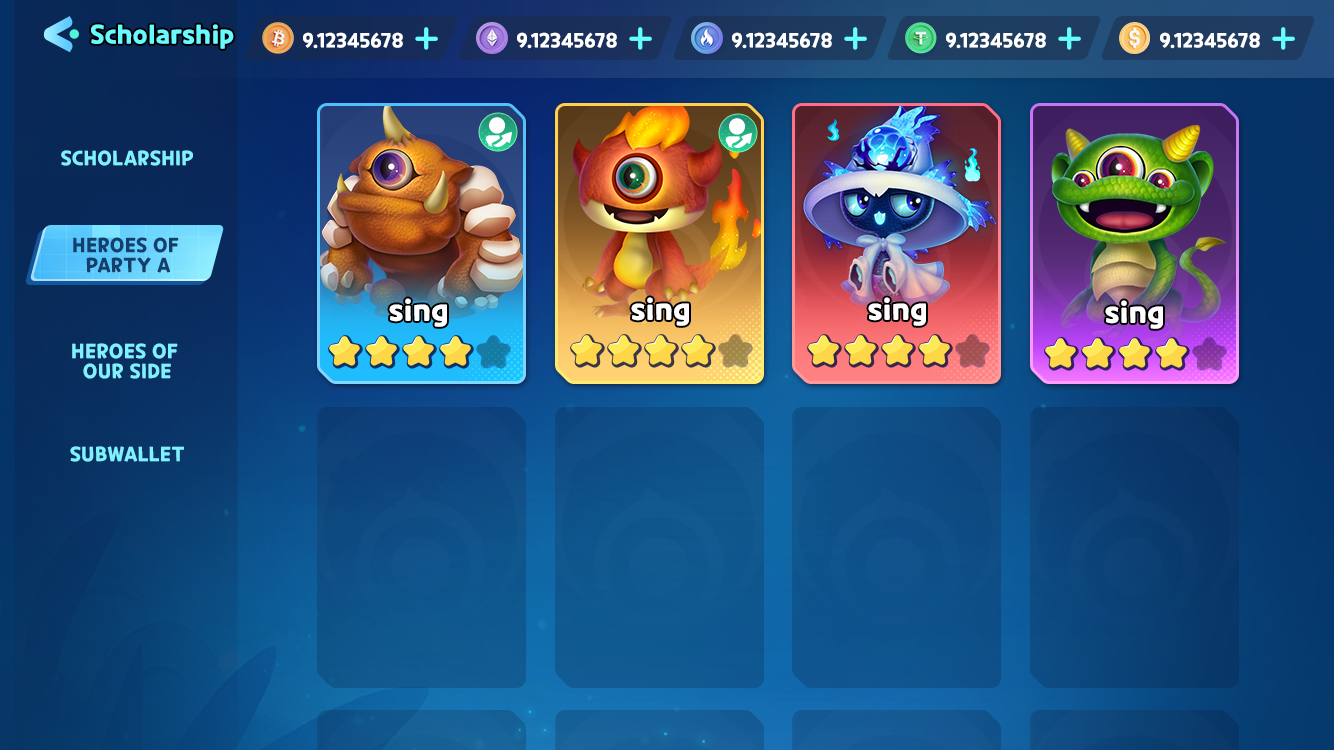 Scholarship
9.12345678
9.12345678
9.12345678
9.12345678
9.12345678
SCHOLARSHIP
HEROES OF
PARTY A
HEROES OF
OUR SIDE
SUBWALLET
sing
sing
sing
sing